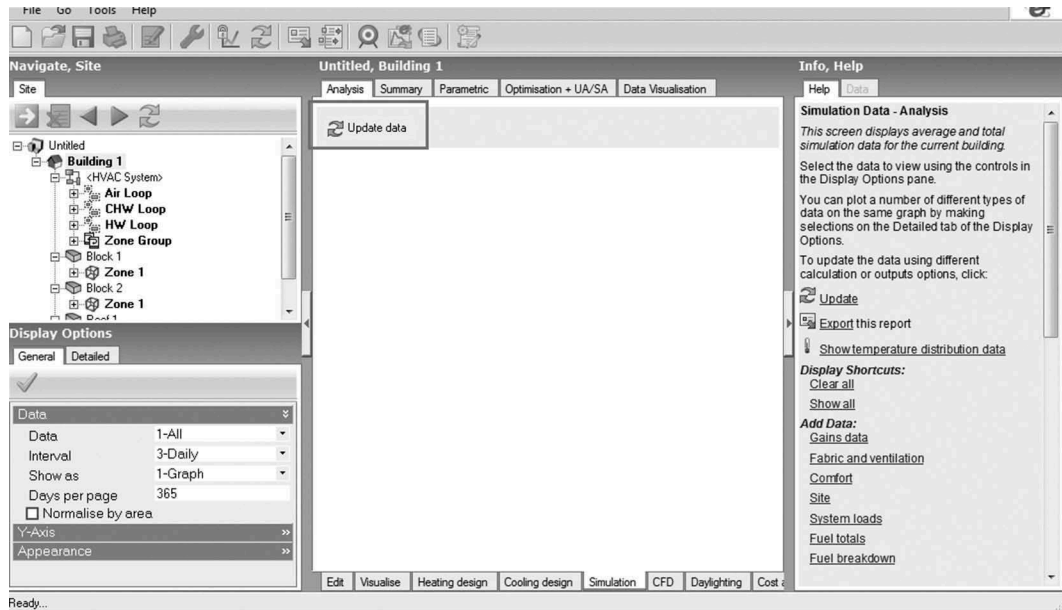 File Go Tools Help
Navigate, Site
Site
Untitled
Building 1
<HVAC System>
Air Loop
CHW Loop
HW Loop
Zone Group
Block 1
Zone 1
Block 2
Zone 1
Roof 1
Display Options
General Detailed
Data
Data 1-All
Interval 3-Daily
Show as 1-Graph
Days per page 365
Normalise by area
Y-Axis
Appearance
Untitled, Building 1
Analysis Summary Parametric Optimisation + UA/SA Data Visualisation
Update data
Edit Visualise Heating design Cooling design Simulation CFD Daylighting Cost
Info, Help
Help Data
Simulation Data - Analysis
This screen displays average and total
simulation data for the current building.
Select the data to view using the controls in
the Display Options pane.
You can plot a number of different types of
data on the same graph by making
selections on the Detailed tab of the Display
Options.
To update the data using different
calculation or outputs options, click:
Update
Export this report
Show temperature distribution data
Display Shortcuts:
Clear all
Show all
Add Data:
Gains data
Fabric and ventilation
Comfort
Site
System loads
Fuel totals
Fuel breakdown
Ready...